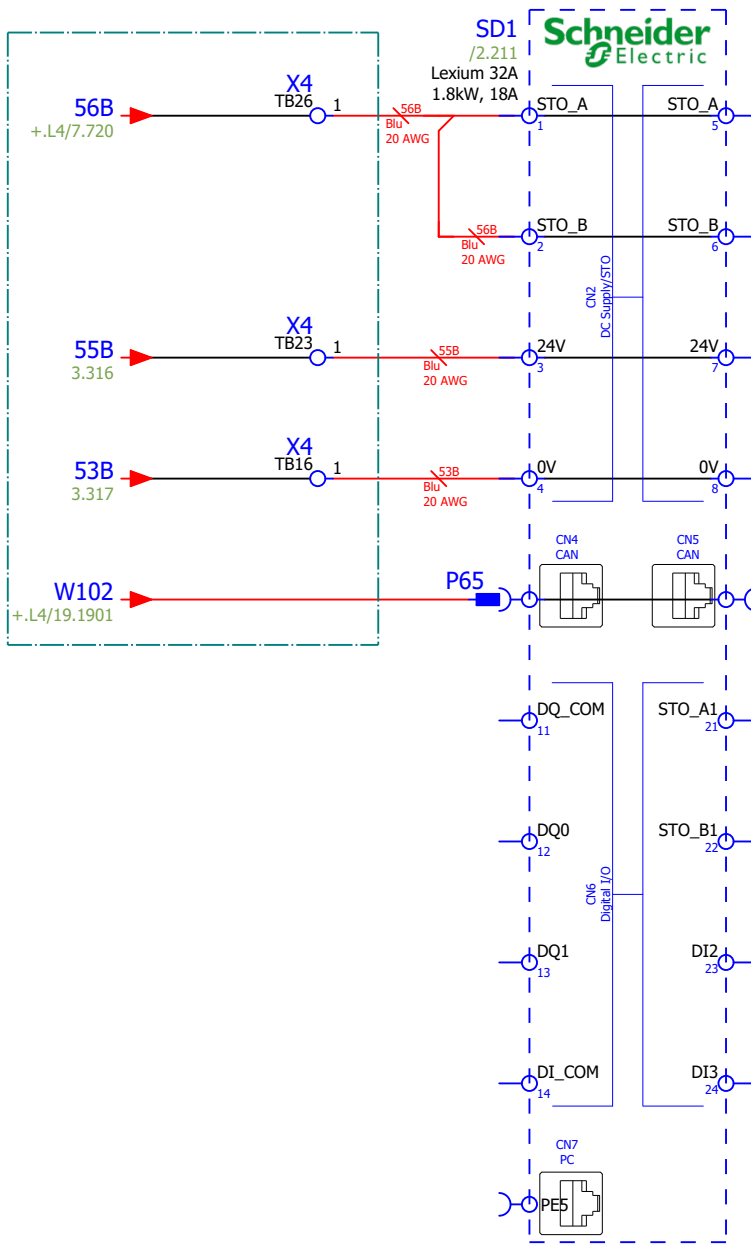 SD1
/2.211
Lexium 32A
1.8kW, 18A
Schneider
Electric
56B
+.L4/7.720
X4
TB26
1
56B
Blu
20 AWG
STO_A
1
STO_A
5
56B
Blu
20 AWG
STO_B
2
STO_B
6
CN2
DC Supply/STO
55B
3.316
X4
TB23
1
55B
Blu
20 AWG
24V
3
24V
7
53B
3.317
X4
TB16
1
53B
Blu
20 AWG
0V
4
0V
8
CN4
CAN
CN5
CAN
W102
+.L4/19.1901
P65
DQ_COM
11
STO_A1
21
DQ0
12
STO_B1
22
CN6
Digital I/O
DQ1
13
DI2
23
DI_COM
14
DI3
24
CN7
PC
PE5